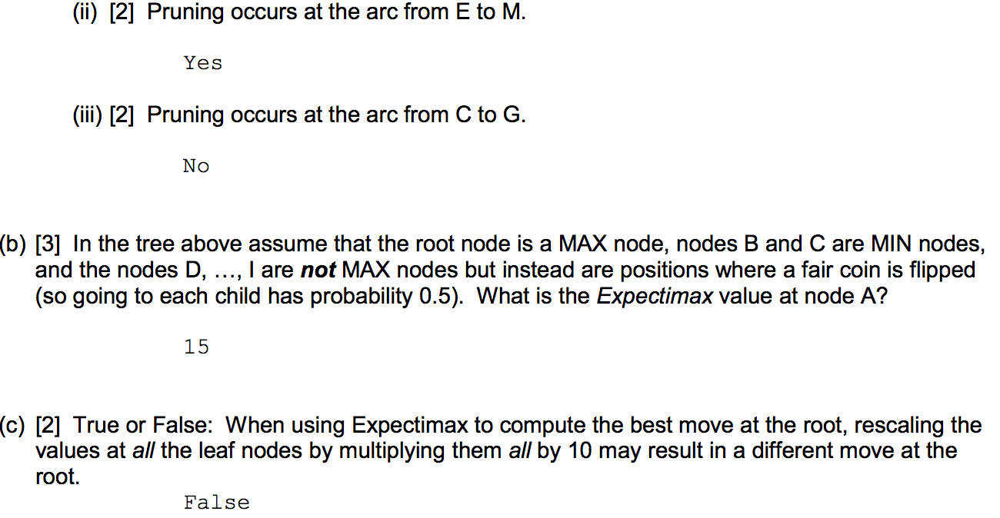 (ii) [2] Pruning occurs at the arc from E to M.
Yes
(iii) [2] Pruning occurs at the arc from C to G.
No
(b) [3] In the tree above assume that the root node is a MAX node, nodes B and C are MIN nodes,
and the nodes D, …, I are not MAX nodes but instead are positions where a fair coin is flipped
(so going to each child has probability 0.5). What is the Expectimax value at node A?
15
(c) [2] True or False: When using Expectimax to compute the best move at the root, rescaling the
values at all the leaf nodes by multiplying them all by 10 may result in a different move at the
root.
False